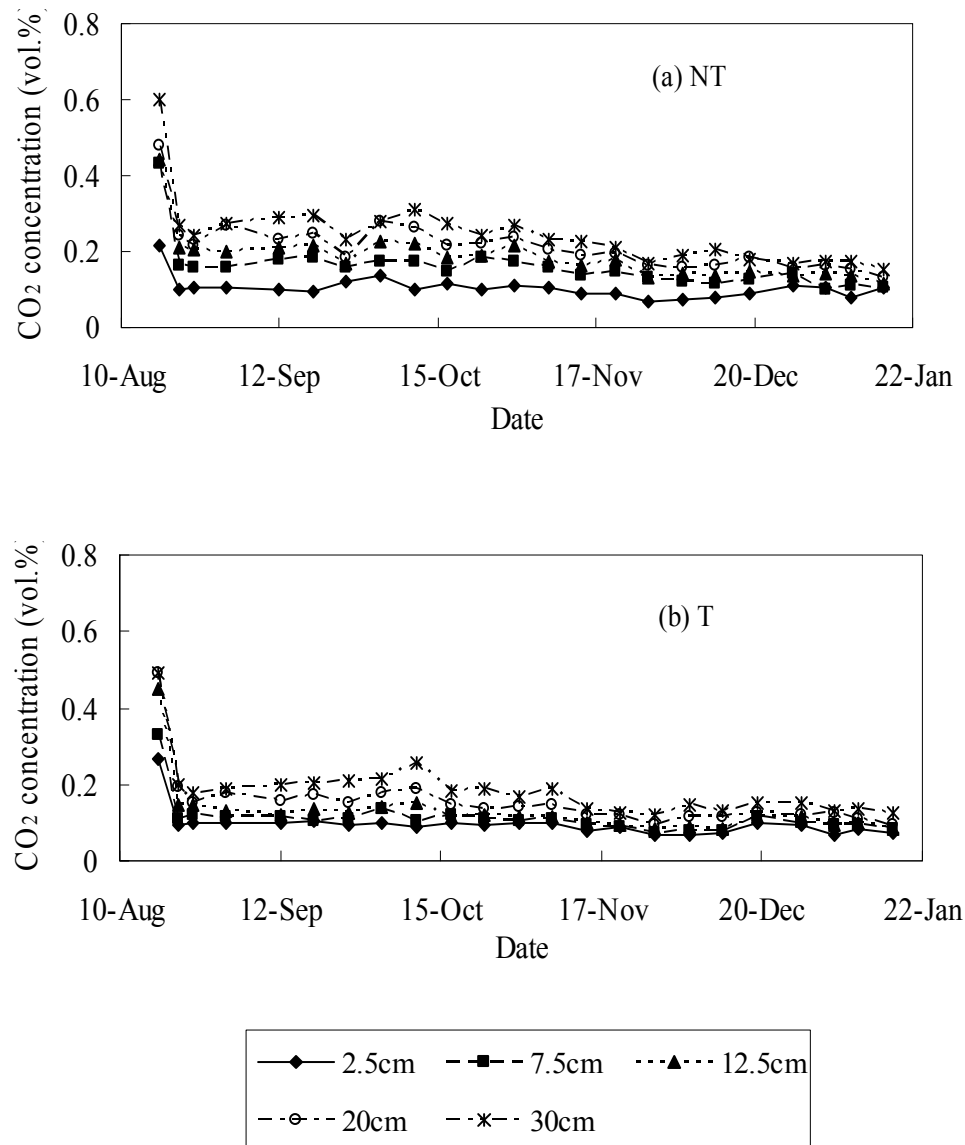 0.8
(a) NT
0.6
0.4
0.2
0
CO2 concentration (vol.%)
10-Aug 12-Sep 15-Oct 17-Nov 20-Dec 22-Jan
Date
0.8
(b) T
0.6
0.4
0.2
0
CO2 concentration (vol.%)
10-Aug 12-Sep 15-Oct 17-Nov 20-Dec 22-Jan
Date
2.5cm 7.5cm 12.5cm
20cm 30cm